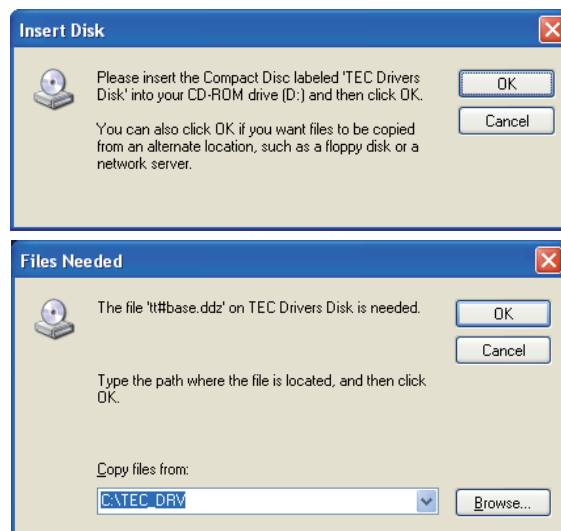 Insert Disk
Please insert the Compact Disc labeled 'TEC Drivers
Disk' into your CD-ROM drive (D:) and then click OK.
OK
You can also click OK if you want files to be copied
from an alternate location, such as a floppy disk or a
network server.
Cancel
Files Needed
The file 'tt#base.ddz' on TEC Drivers Disk is needed.
OK
Cancel
Type the path where the file is located, and then click
OK.
Copy files from:
C:\TEC_DRV
Browse...